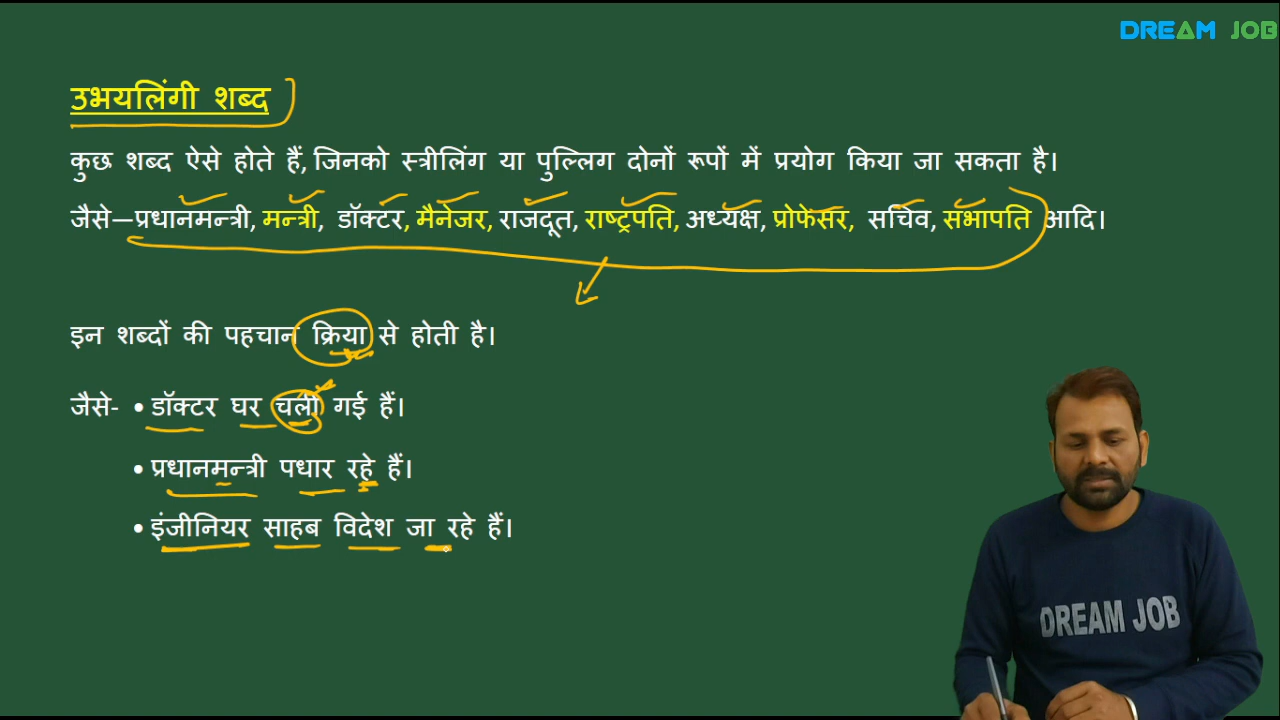 DREAM JOB
उभयलिंगी शब्द
कुछ शब्द ऐसे होते हैं, जिनको स्त्रीलिंग या पुल्लिग दोनों रूपों में प्रयोग किया जा सकता है।
जैसे—प्रधानमन्त्री, मन्त्री, डॉक्टर, मैनेजर, राजदूत, राष्ट्रपति, अध्यक्ष, प्रोफेसर, सचिव, सभापति आदि।
इन शब्दों की पहचान क्रिया से होती है।
जैसे- • डॉक्टर घर चली गई हैं।
• प्रधानमन्त्री पधार रहे हैं।
• इंजीनियर साहब विदेश जा रहे हैं।
DREAM JOB